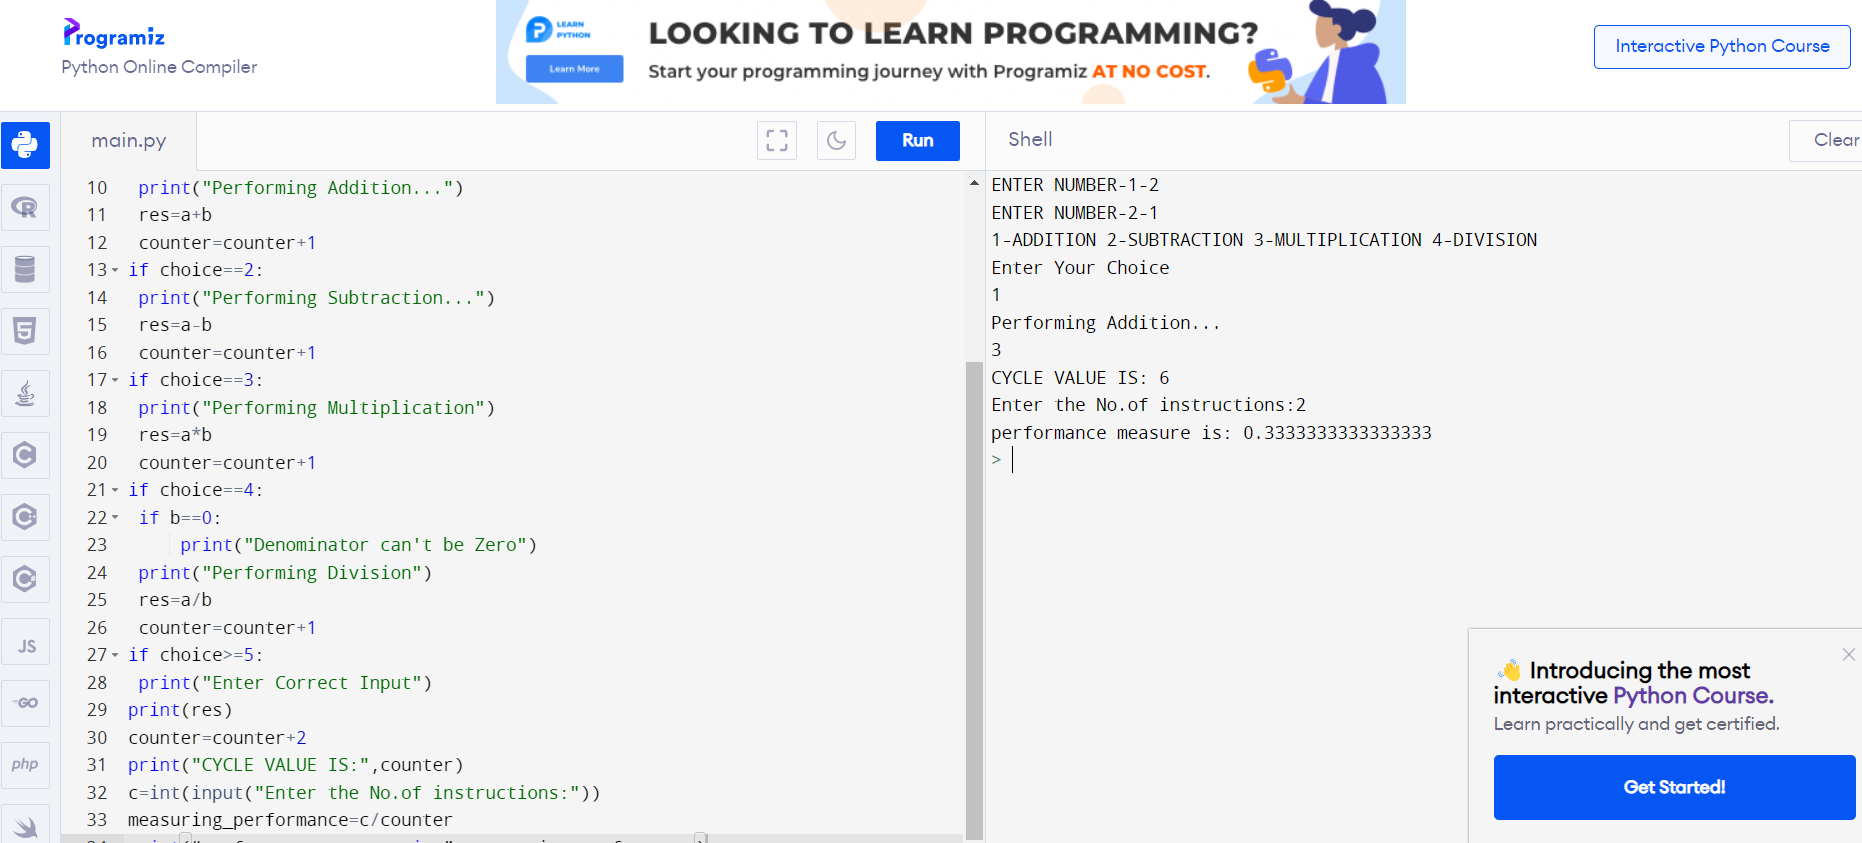 Programiz
Python Online Compiler
LEARN
PYTHON
Learn More
LOOKING TO LEARN PROGRAMMING?
Start your programming journey with Programiz AT NO COST.
Interactive Python Course
main.py
Run
Shell
Clear
10 print("Performing Addition...")
11 res=a+b
12 counter=counter+1
13 if choice==2:
14 print("Performing Subtraction...")
15 res=a-b
16 counter=counter+1
17 if choice==3:
18 print("Performing Multiplication")
19 res=a*b
20 counter=counter+1
21 if choice==4:
22 if b==0:
23 print("Denominator can't be Zero")
24 print("Performing Division")
25 res=a/b
26 counter=counter+1
27 if choice>=5:
28 print("Enter Correct Input")
29 print(res)
30 counter=counter+2
31 print("CYCLE VALUE IS:",counter)
32 c=int(input("Enter the No.of instructions:"))
33 measuring_performance=c/counter
ENTER NUMBER-1-2
ENTER NUMBER-2-1
1-ADDITION 2-SUBTRACTION 3-MULTIPLICATION 4-DIVISION
Enter Your Choice
1
Performing Addition...
3
CYCLE VALUE IS: 6
Enter the No.of instructions:2
performance measure is: 0.3333333333333333
>
R
5
C
C
C
JS
GO
php
👋 Introducing the most
interactive Python Course.
Learn practically and get certified.
Get Started!